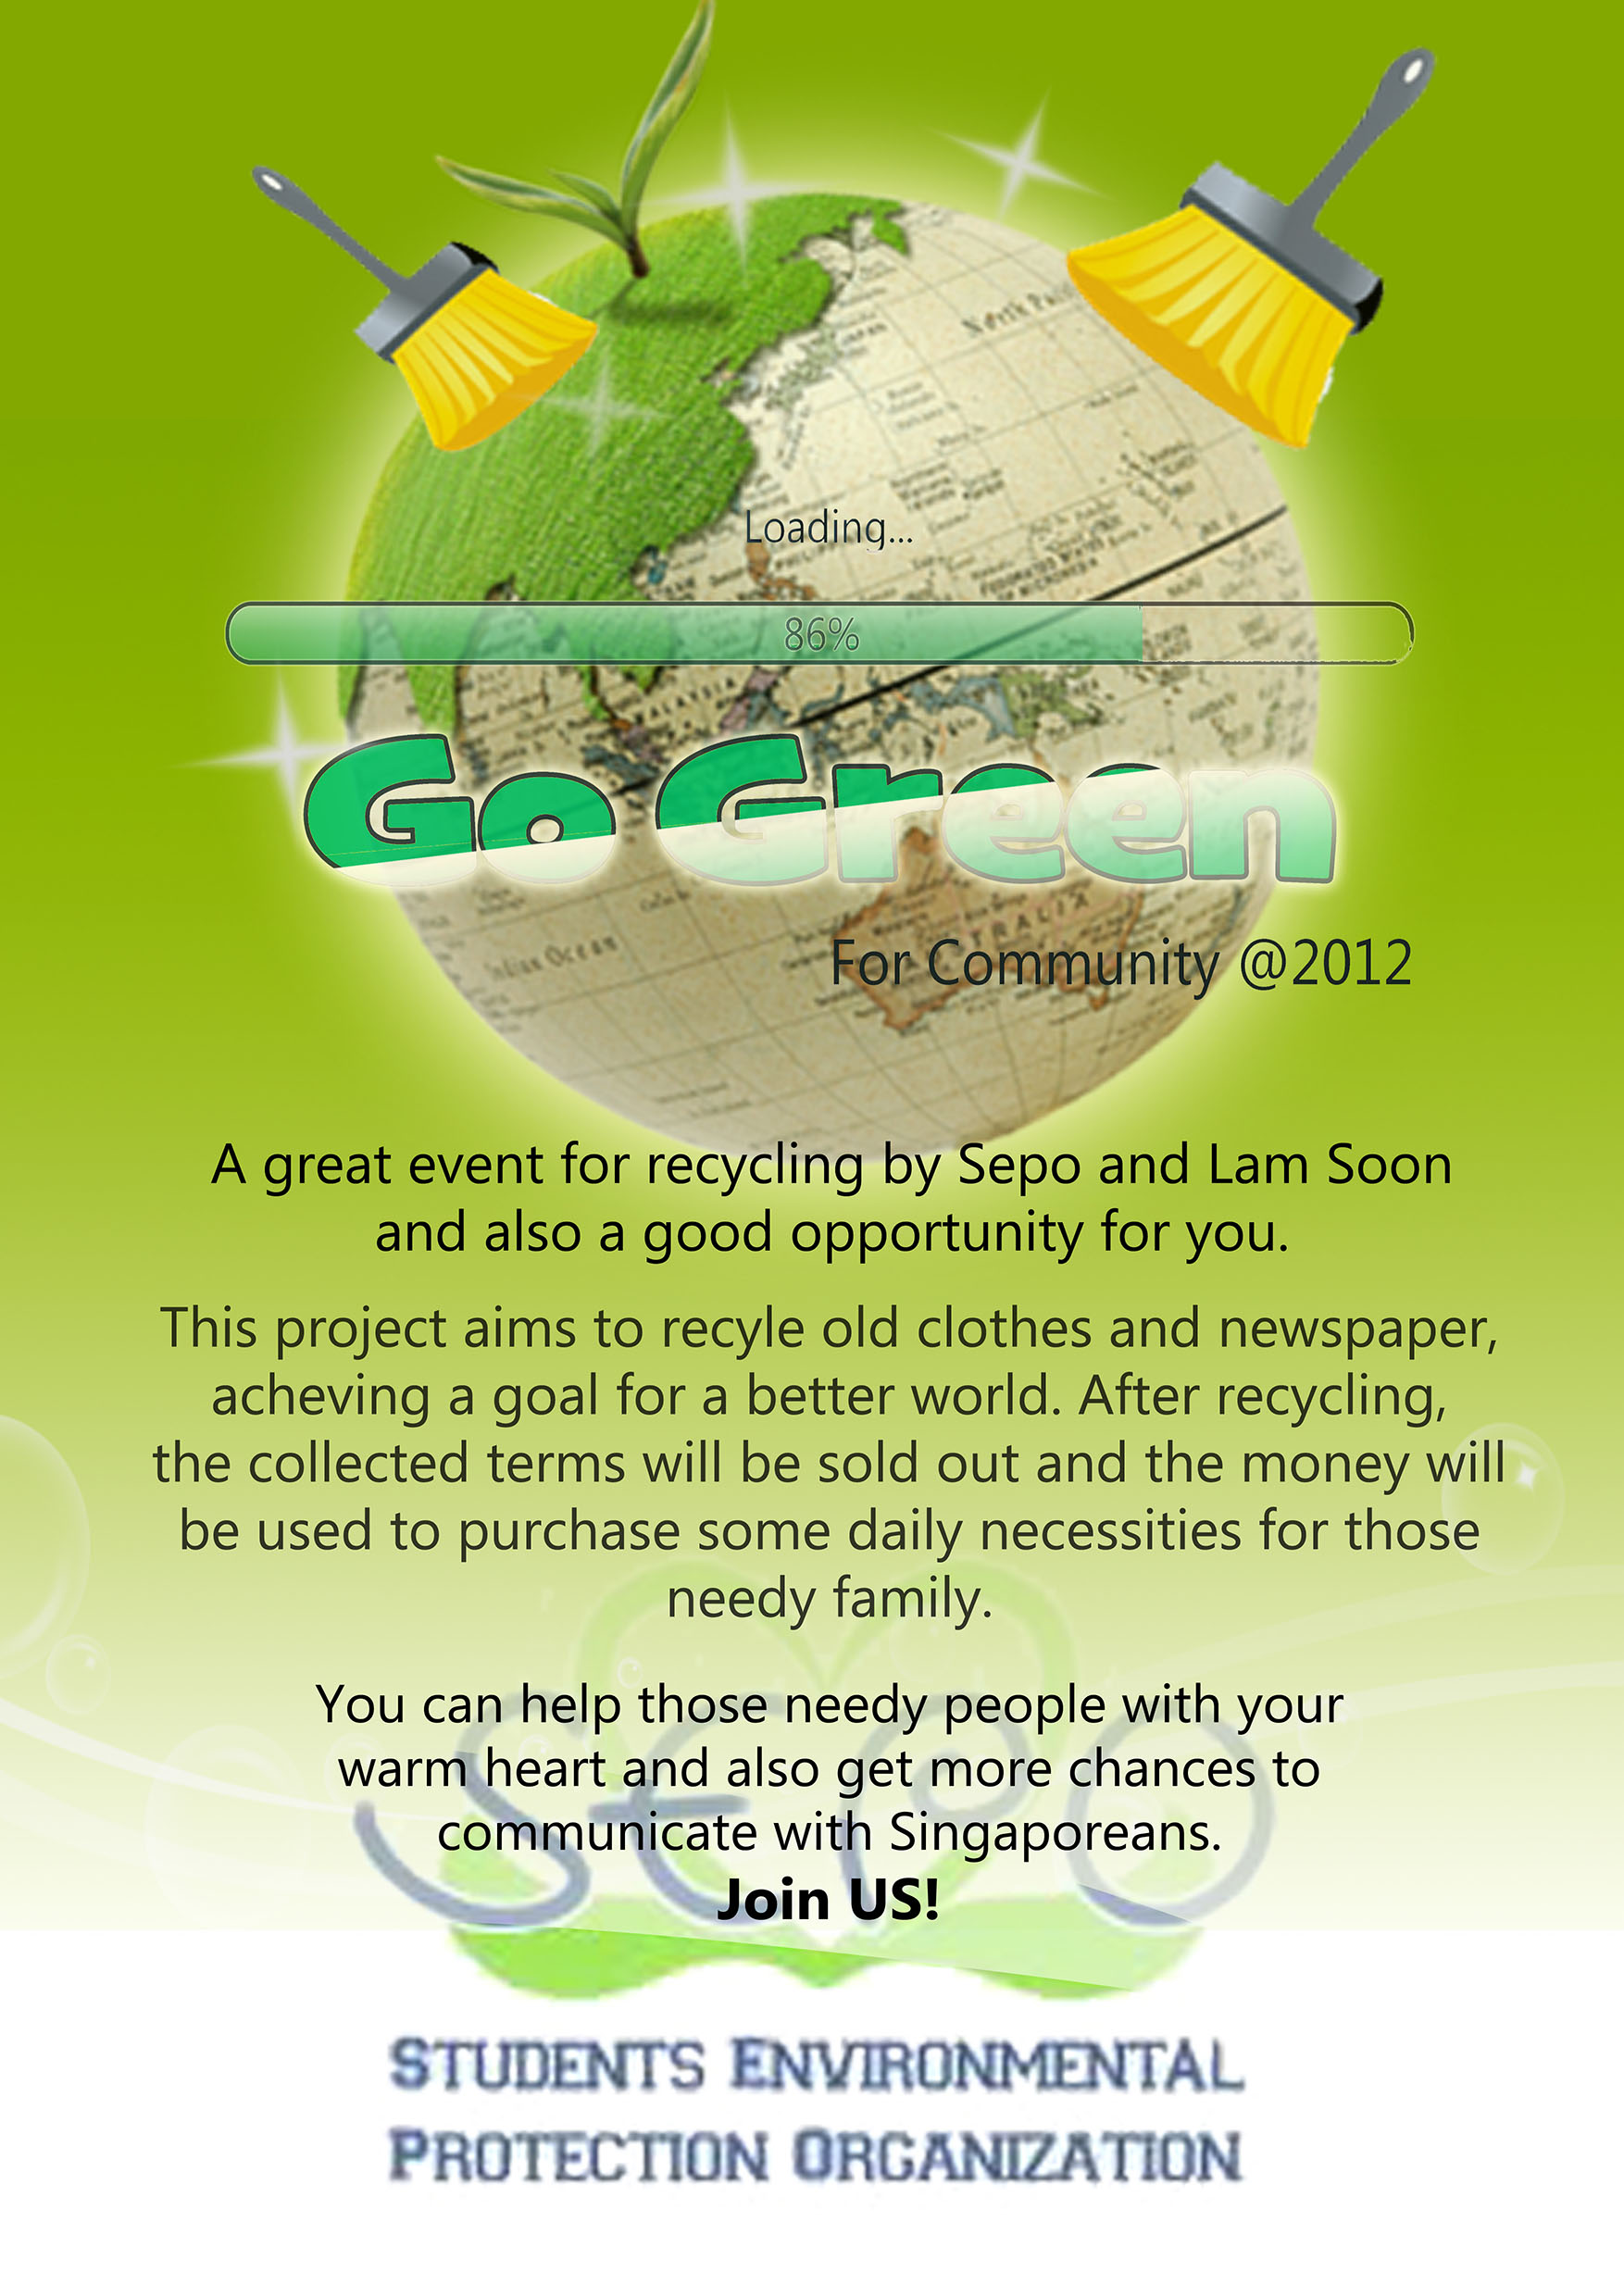 Loading...
86%
Go Green
For Community @2012
A great event for recycling by Sepo and Lam Soon
and also a good opportunity for you.
This project aims to recyle old clothes and newspaper,
acheving a goal for a better world. After recycling,
the collected terms will be sold out and the money will
be used to purchase some daily necessities for those
needy family.
You can help those needy people with your
warm heart and also get more chances to
communicate with Singaporeans.
Join US!
Sepo
STUDENTS ENVIRONMENTAL
PROTECTION ORGANIZATION
Indian Ocean
MALAYSIA